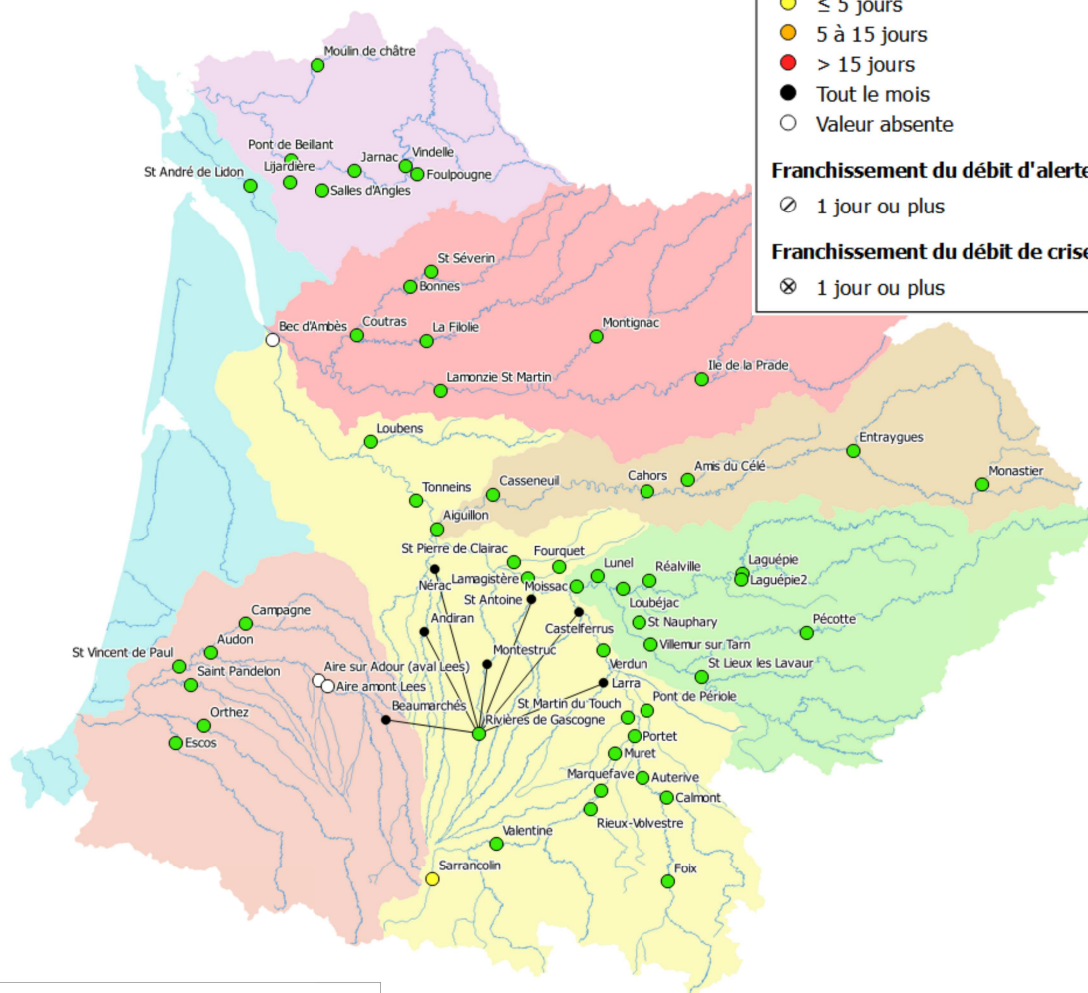 ≤ 5 jours
5 à 15 jours
> 15 jours
Tout le mois
Valeur absente
Franchissement du débit d'alerte
1 jour ou plus
Franchissement du débit de crise
1 jour ou plus
Moulin de châtre
Pont de Beillant
Lijardière
Jarnac
Vindelle
St André de Lidon
Foulpougne
Salles d'Angles
St Séverin
Bonnes
Bec d'Ambès
Coutras
La Filolie
Montignac
Lamonzie St Martin
Ile de la Prade
Loubens
Entraygues
Amis du Célé
Monastier
Cahors
Casseneuil
Tonneins
Aiguillon
St Pierre de Clairac
Fourquet
Lunel
Réalville
Laguépie
Laguépie2
Nérac
Lamagistère
Moissac
St Antoine
Loubéjac
Campagne
Andiran
Castelferrus
St Nauphary
Pécotte
Audon
Montestruc
Villemur sur Tarn
St Vincent de Paul
Saint Pandelon
Aire sur Adour (aval Lees)
Verdun
St Lieux les Lavaur
Aire amont Lees
Larra
Beaumarchés
St Martin du Touch
Pont de Périole
Orthez
Rivières de Gascogne
Escos
Portet
Muret
Marquefave
Auterive
Calmont
Rieux-Volvestre
Valentine
Sarrancolin
Foix